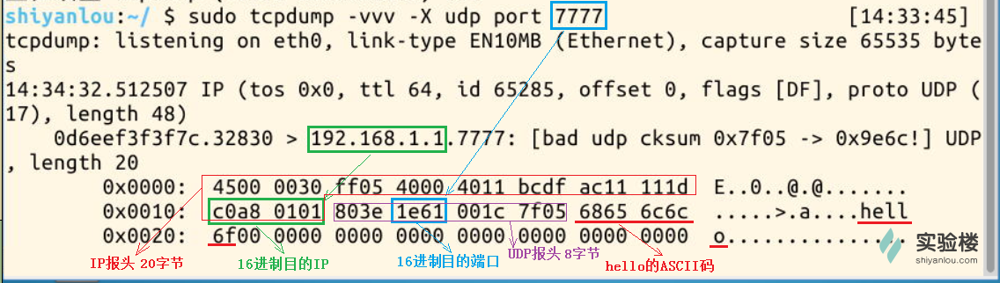 shiyanlou:~/ $ sudo tcpdump -vvv -X udp port 7777 [14:33:45]
tcpdump: listening on eth0, link-type EN10MB (Ethernet), capture size 65535 byte
s
14:34:32.512507 IP (tos 0x0, ttl 64, id 65285, offset 0, flags [DF], proto UDP (
17), length 48)
0d6eef3f3f7c.32830 > 192.168.1.1.7777: [bad udp cksum 0x7f05 -> 0x9e6c!] UDP
, length 20
0x0000: 4500 0030 ff05 4000 4011 bcdf ac11 111d E..0..@.@.......
0x0010: c0a8 0101 803e 1e61 001c 7f05 6865 6c6c .....>.a....hell
0x0020: 6f00 0000 0000 0000 0000 0000 0000 0000 o...............
IP报头 20字节 16进制目的IP 16进制目的端口 UDP报头 8字节 hello的ASCII码
实验楼
shiyanlou.com